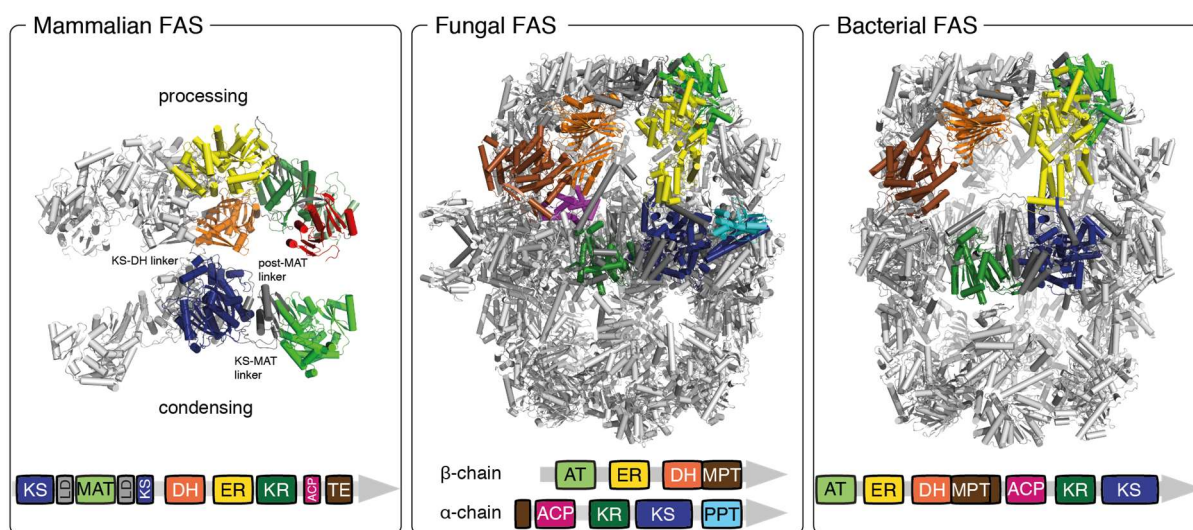 Mammalian FAS
processing
KS-DH linker
post-MAT
linker
KS-MAT
linker
condensing
KS LD MAT LD KS DH ER KR ACP TE
Fungal FAS
β-chain AT ER DH MPT
α-chain ACP KR KS PPT
Bacterial FAS
AT ER DH MPT ACP KR KS